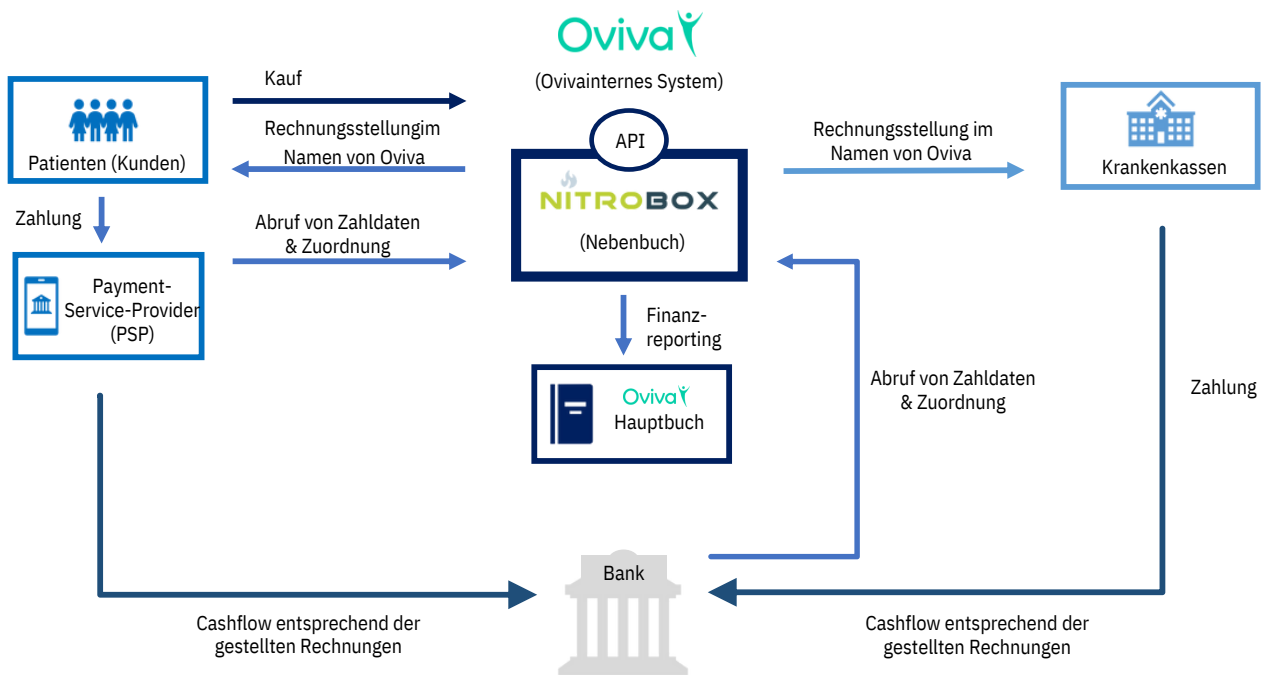 Oviva
(Ovivainternes System)
Kauf
Patienten (Kunden)
Rechnungsstellungim
Namen von Oviva
API
NITROBOX
(Nebenbuch)
Rechnungsstellung im
Namen von Oviva
Krankenkassen
Zahlung
Abruf von Zahldaten
& Zuordnung
Payment-
Service-Provider
(PSP)
Finanz-
reporting
Oviva
Hauptbuch
Abruf von Zahldaten
& Zuordnung
Zahlung
Bank
Cashflow entsprechend der
gestellten Rechnungen
Cashflow entsprechend der
gestellten Rechnungen